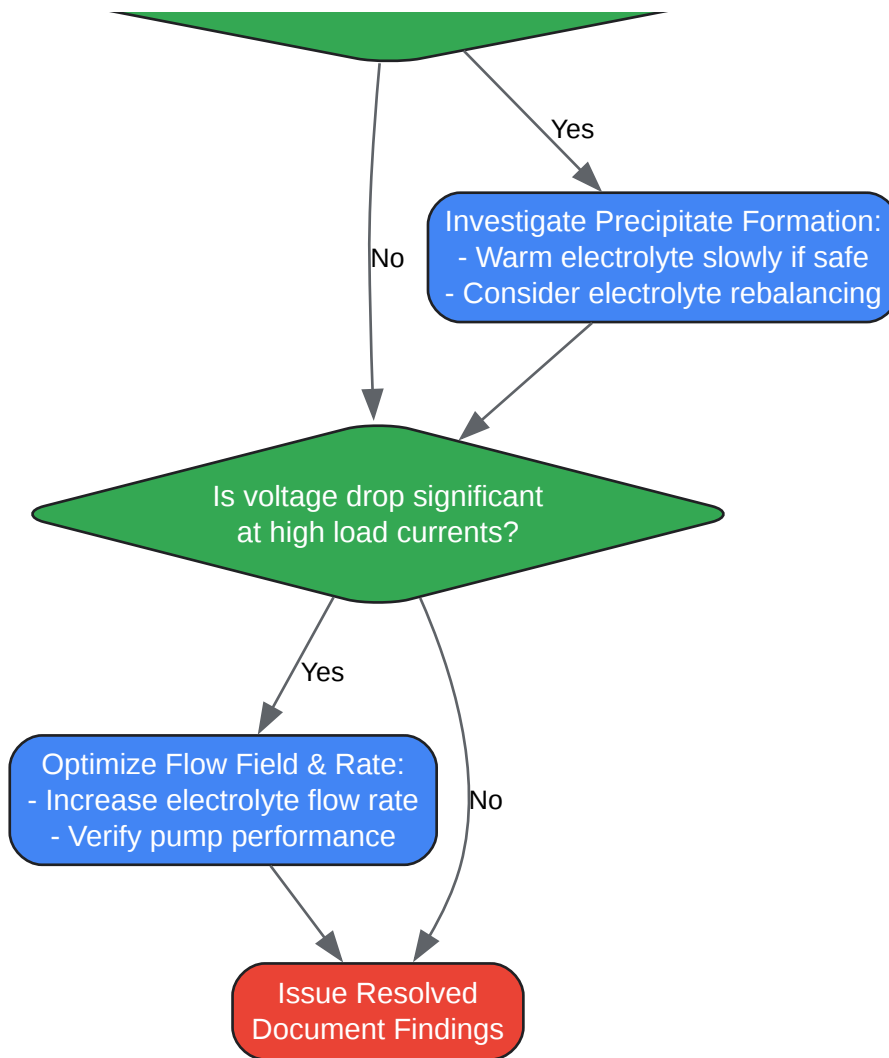 Yes
Investigate Precipitate Formation:
- Warm electrolyte slowly if safe
- Consider electrolyte rebalancing
No
Is voltage drop significant
at high load currents?
Yes
Optimize Flow Field & Rate:
- Increase electrolyte flow rate
- Verify pump performance
No
Issue Resolved
Document Findings